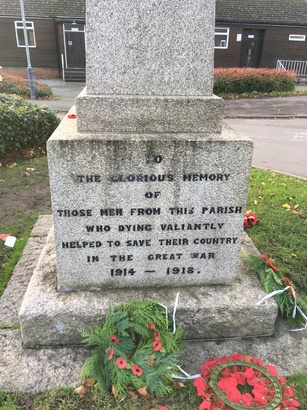 TO
THE GLORIOUS MEMORY
OF
THOSE MEN FROM THIS PARISH
WHO DYING VALIANTLY
HELPED TO SAVE THEIR COUNTRY
IN THE GREAT WAR
1914 — 1918.